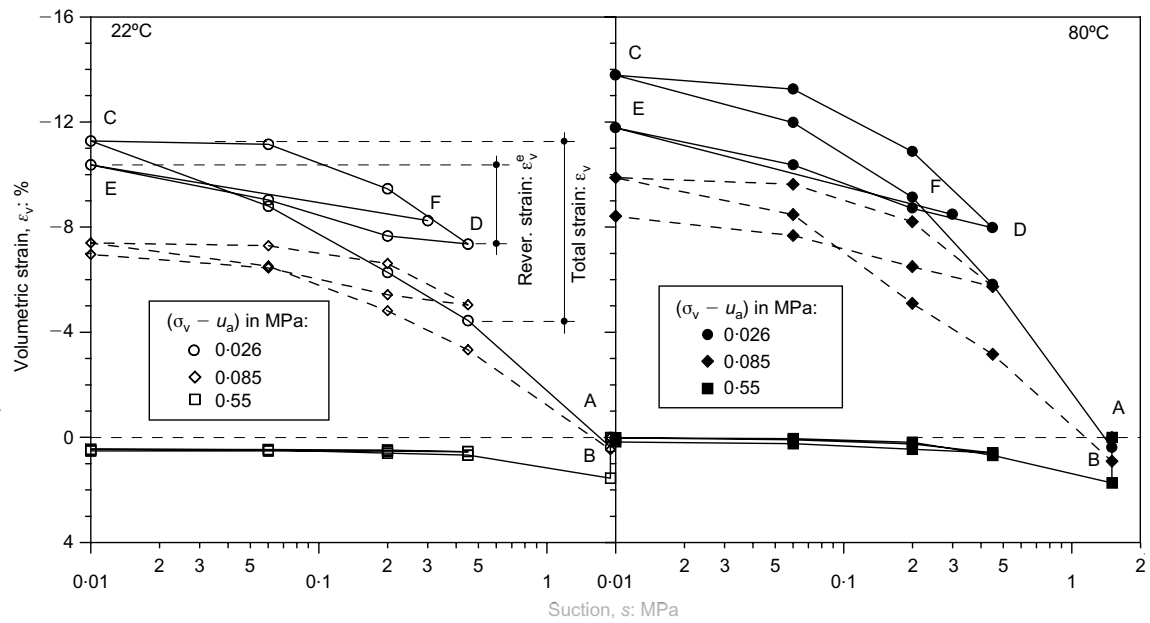 −16
−12
−8
−4
0
4
Volumetric strain, εv: %
22ºC
C
E
F
D
A
B
Rever. strain: εᵉv
Total strain: εv
(σv − ua) in MPa:
0·026
0·085
0·55
0·01
2
3
5
0·1
2
3
5
1
80ºC
C
E
F
D
A
B
(σv − ua) in MPa:
0·026
0·085
0·55
0·01
2
3
5
0·1
2
3
5
1
2
Suction, s: MPa